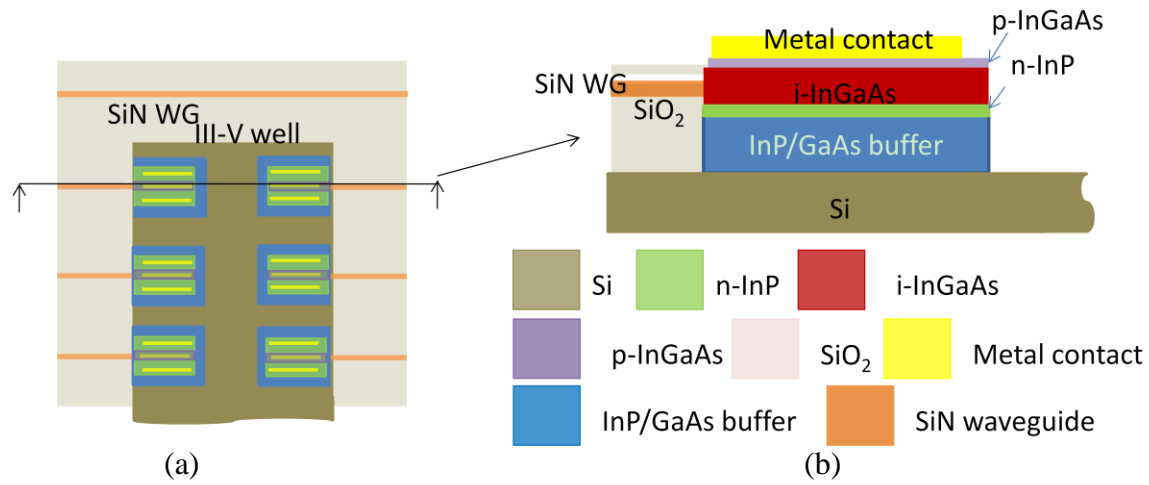 SiN WG
III-V well
(a)
Metal contact
p-InGaAs
n-InP
SiN WG
i-InGaAs
SiO₂
InP/GaAs buffer
Si
Si
n-InP
i-InGaAs
p-InGaAs
SiO₂
Metal contact
InP/GaAs buffer
SiN waveguide
(b)